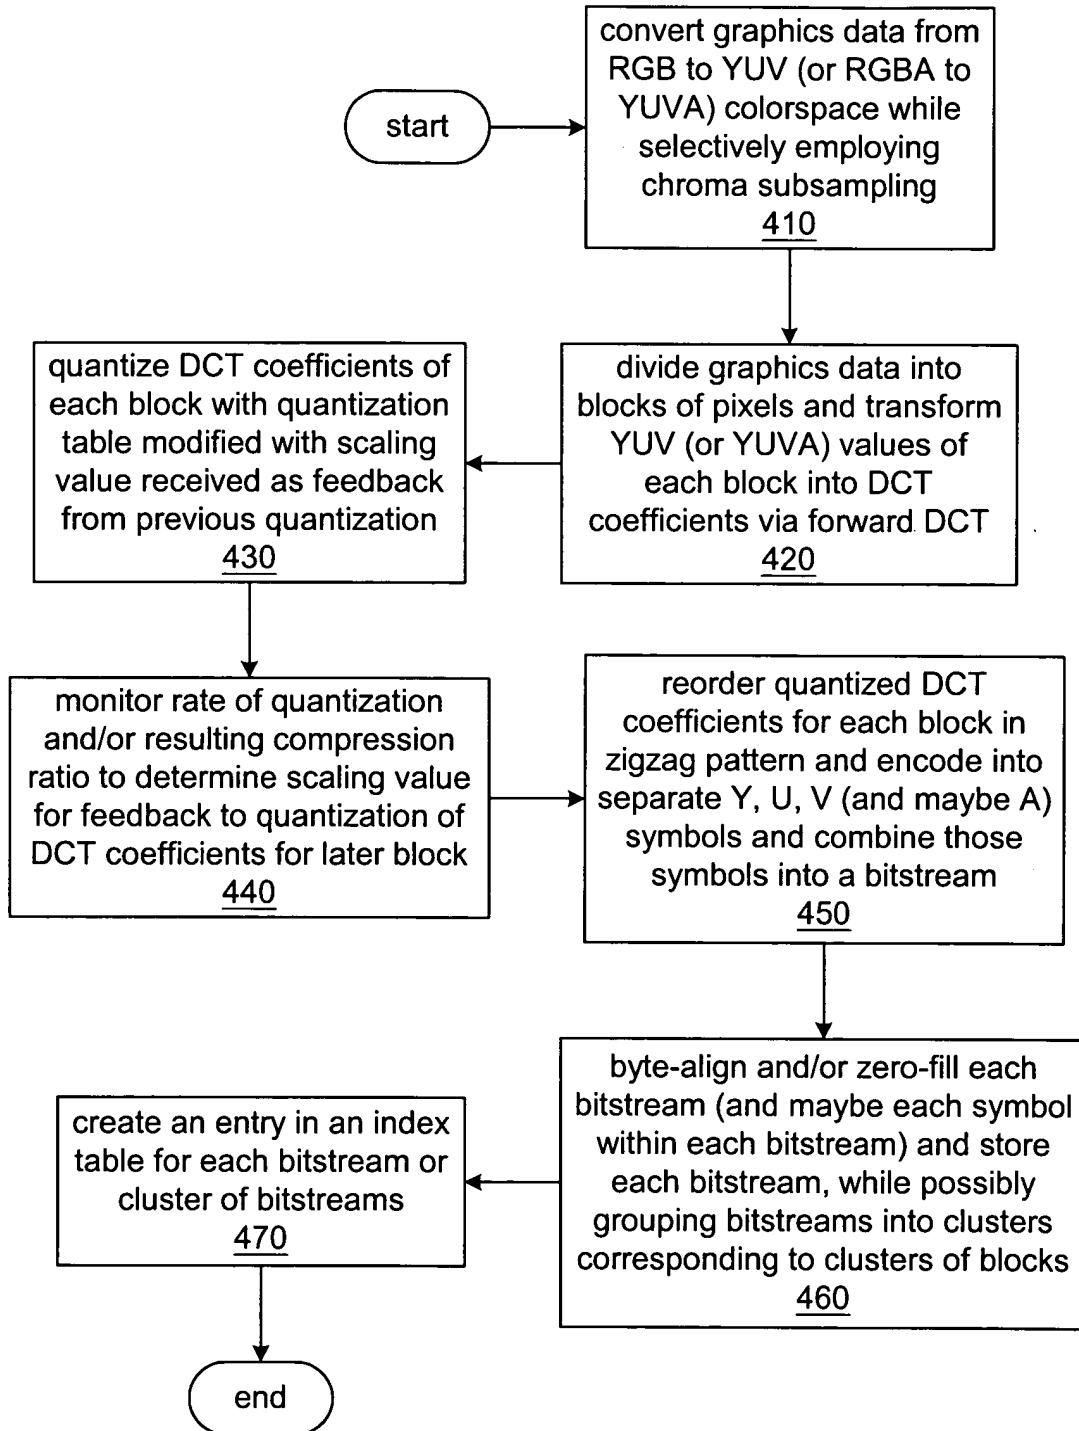 start
convert graphics data from
RGB to YUV (or RGBA to
YUVA) colorspace while
selectively employing
chroma subsampling
410
divide graphics data into
blocks of pixels and transform
YUV (or YUVA) values of
each block into DCT
coefficients via forward DCT
420
quantize DCT coefficients of
each block with quantization
table modified with scaling
value received as feedback
from previous quantization
430
monitor rate of quantization
and/or resulting compression
ratio to determine scaling value
for feedback to quantization of
DCT coefficients for later block
440
reorder quantized DCT
coefficients for each block in
zigzag pattern and encode into
separate Y, U, V (and maybe A)
symbols and combine those
symbols into a bitstream
450
byte-align and/or zero-fill each
bitstream (and maybe each symbol
within each bitstream) and store
each bitstream, while possibly
grouping bitstreams into clusters
corresponding to clusters of blocks
460
create an entry in an index
table for each bitstream or
cluster of bitstreams
470
end